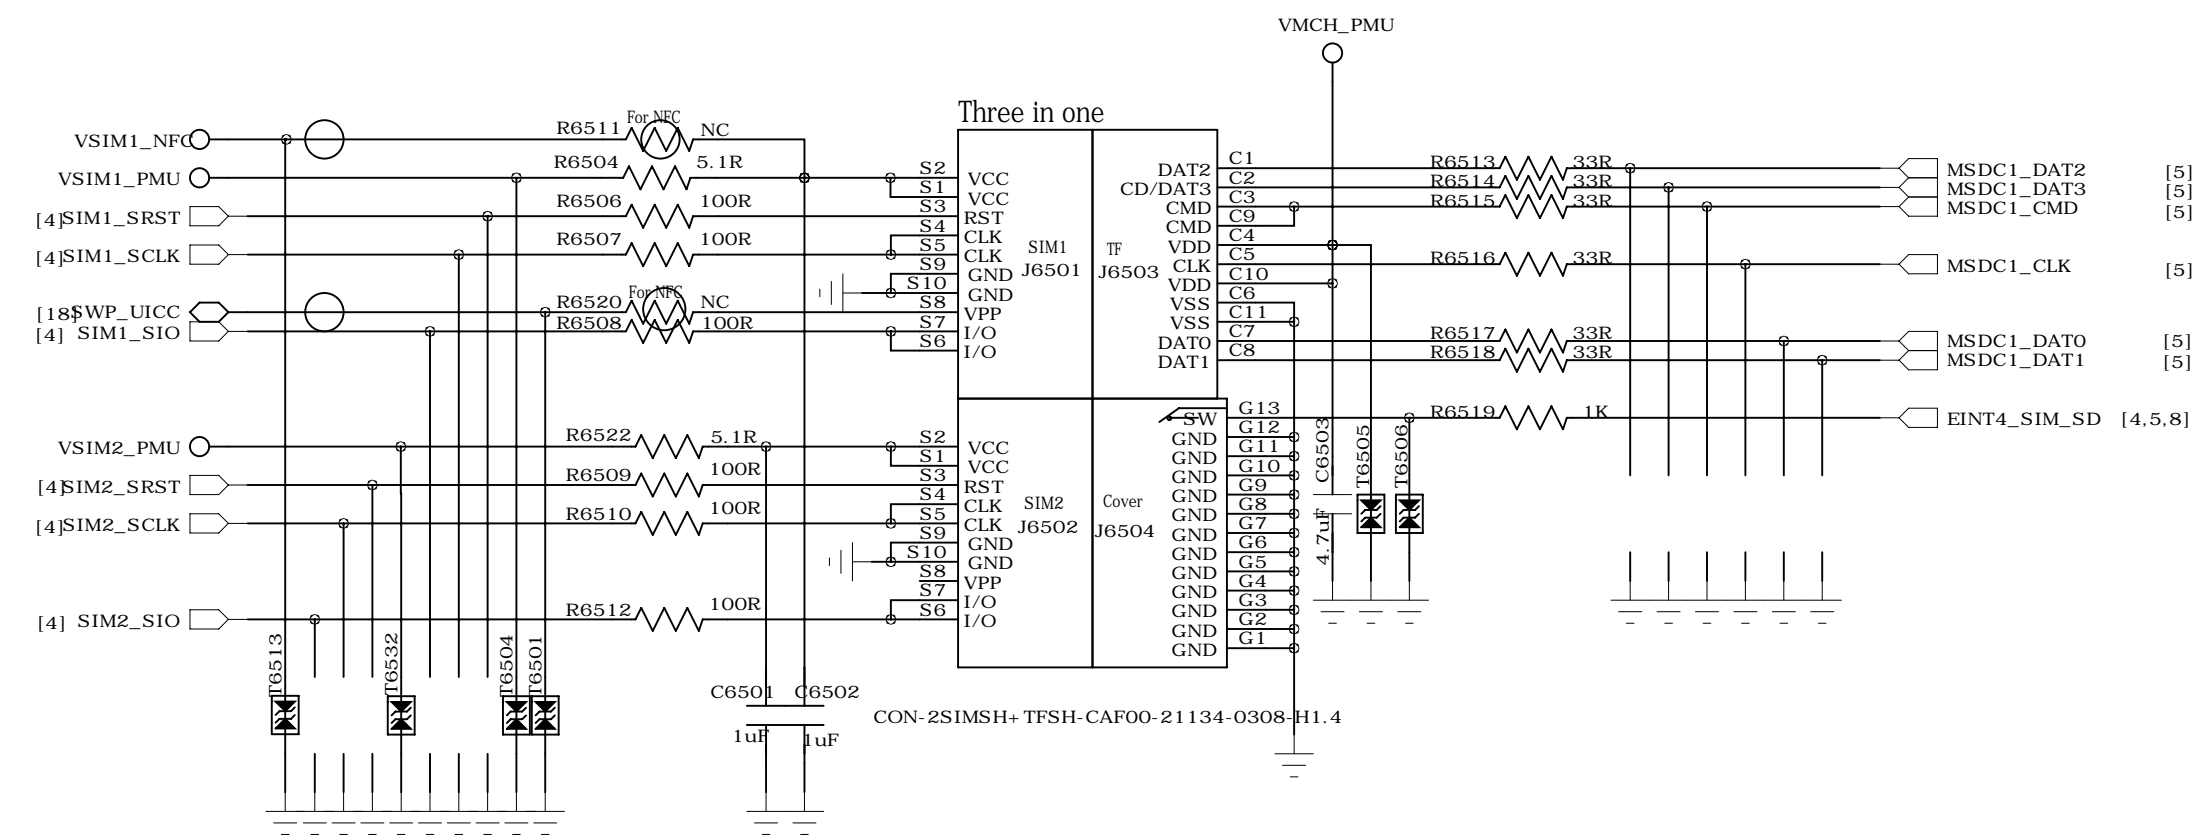 VMCH_PMU
Three in one
VSIM1_NFC
R6511
For NFC
NC
VSIM1_PMU
R6504
5.1R
[4]SIM1_SRST
R6506
100R
[4]SIM1_SCLK
R6507
100R
[18]SWP_UICC
R6520
For NFC
NC
[4] SIM1_SIO
R6508
100R
S2 VCC
S1 VCC
S3 RST
S4 CLK
S5 CLK
S9 GND
S10 GND
S8 VPP
S7 I/O
S6 I/O
SIM1
J6501
TF
J6503
DAT2 C1
CD/DAT3 C2
CMD C3
CMD C9
VDD C4
CLK C5
VDD C10
VSS C6
VSS C11
DAT0 C7
DAT1 C8
R6513 33R MSDC1_DAT2 [5]
R6514 33R MSDC1_DAT3 [5]
R6515 33R MSDC1_CMD [5]
R6516 33R MSDC1_CLK [5]
R6517 33R MSDC1_DAT0 [5]
R6518 33R MSDC1_DAT1 [5]
R6519 1K EINT4_SIM_SD [4,5,8]
VSIM2_PMU
R6522
5.1R
[4]SIM2_SRST
R6509
100R
[4]SIM2_SCLK
R6510
100R
[4] SIM2_SIO
R6512
100R
S2 VCC
S1 VCC
S3 RST
S4 CLK
S5 CLK
S9 GND
S10 GND
S8 VPP
S7 I/O
S6 I/O
SIM2
J6502
Cover
J6504
SW G13
GND G12
GND G11
GND G10
GND G9
GND G8
GND G7
GND G6
GND G5
GND G4
GND G3
GND G2
GND G1
C6503
4.7uF
T6505
T6506
T6513
T6532
T6504
T6501
C6501
1uF
C6502
1uF
CON-2SIMSH+TFSH-CAF00-21134-0308-H1.4